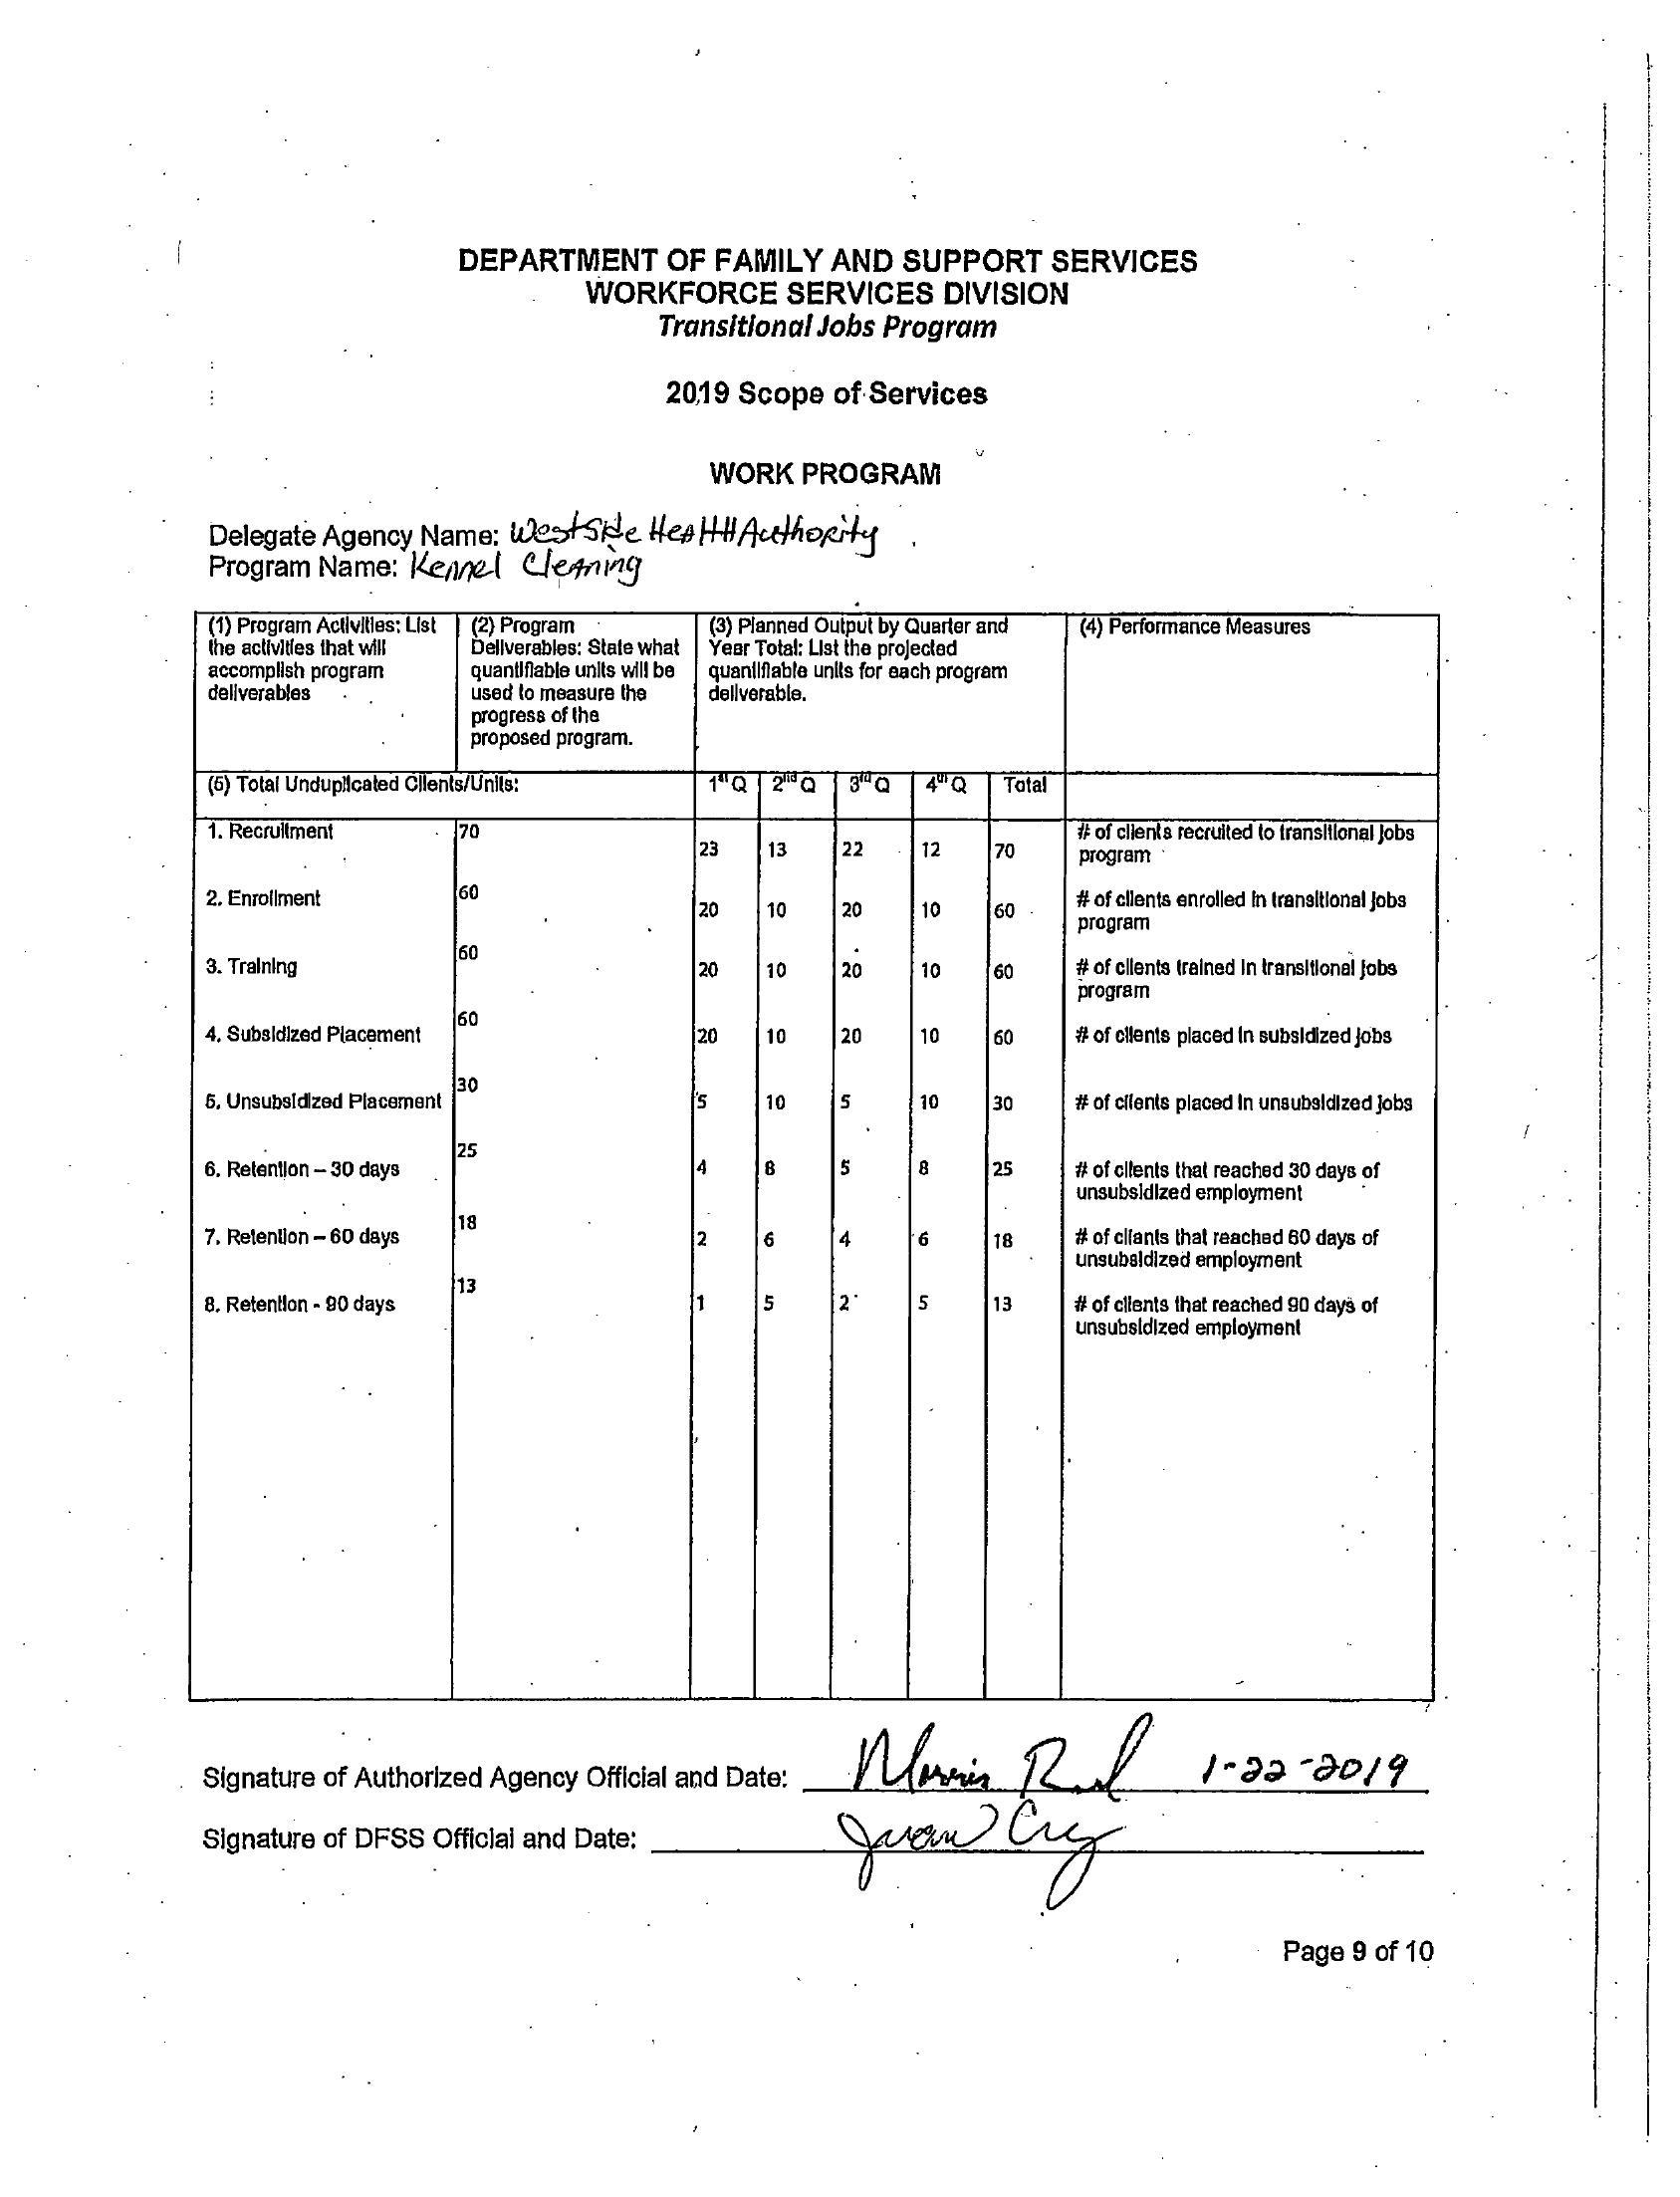 DEPARTMENT OF FAMILY AND SUPPORT SERVICES
WORKFORCE SERVICES DIVISION
Transitional Jobs Program
2019 Scope of Services
WORK PROGRAM
Delegate Agency Name: Westside Health Authority
Program Name: Kennel Cleaning
(1) Program Activities: List the activities that will accomplish program deliverables
(2) Program Deliverables: State what quantifiable units will be used to measure the progress of the proposed program.
(3) Planned Output by Quarter and Year Total: List the projected quantifiable units for each program deliverable.
(4) Performance Measures
(5) Total Unduplicated Clients/Units: 1st Q 2nd Q 3rd Q 4th Q Total
1. Recruitment 70 23 13 22 12 70 # of clients recruited to transitional jobs program
2. Enrollment 60 20 10 20 10 60 # of clients enrolled in transitional jobs program
3. Training 60 20 10 20 10 60 # of clients trained in transitional jobs program
4. Subsidized Placement 60 20 10 20 10 60 # of clients placed in subsidized jobs
5. Unsubsidized Placement 30 5 10 5 10 30 # of clients placed in unsubsidized jobs
6. Retention – 30 days 25 4 8 5 8 25 # of clients that reached 30 days of unsubsidized employment
7. Retention – 60 days 18 2 6 4 6 18 # of clients that reached 60 days of unsubsidized employment
8. Retention - 90 days 13 1 5 2 5 13 # of clients that reached 90 days of unsubsidized employment
Signature of Authorized Agency Official and Date: Morris 1-22-2019
Signature of DFSS Official and Date:
Page 9 of 10